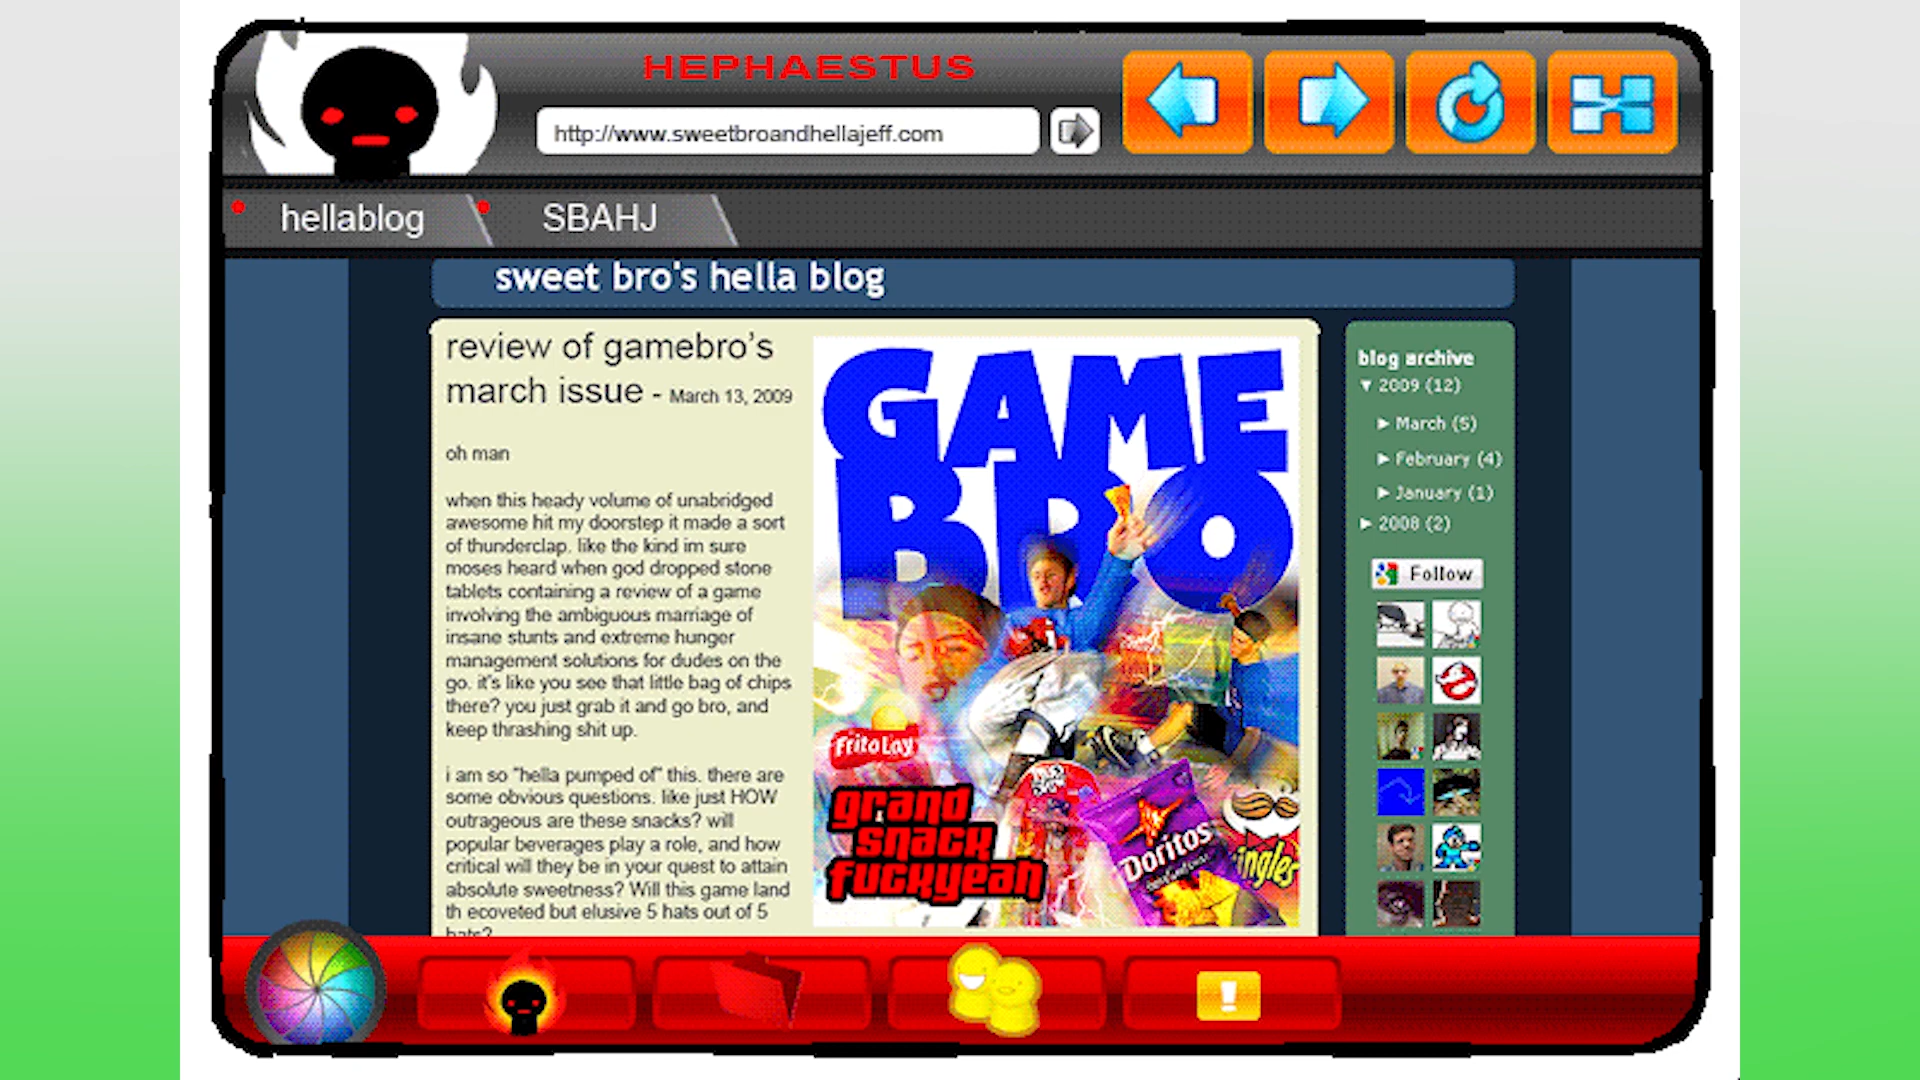 HEPHAESTUS
http://www.sweetbroandhellajeff.com
hellablog
SBAHJ
sweet bro's hella blog
review of gamebro's
march issue - March 13, 2009
oh man
when this heady volume of unabridged
awesome hit my doorstep it made a sort
of thunderclap. like the kind im sure
moses heard when god dropped stone
tablets containing a review of a game
involving the ambiguous marriage of
insane stunts and extreme hunger
management solutions for dudes on the
go. it's like you see that little bag of chips
there? you just grab it and go bro, and
keep thrashing shit up.
i am so "hella pumped of" this. there are
some obvious questions. like just HOW
outrageous are these snacks? will
popular beverages play a role, and how
critical will they be in your quest to attain
absolute sweetness? Will this game land
th ecoveted but elusive 5 hats out of 5
hats?
GAME
BRO
FritoLay
grand
snack
fuckyeah
Doritos
ingles
blog archive
▼ 2009 (12)
► March (5)
► February (4)
► January (1)
► 2008 (2)
Follow
!